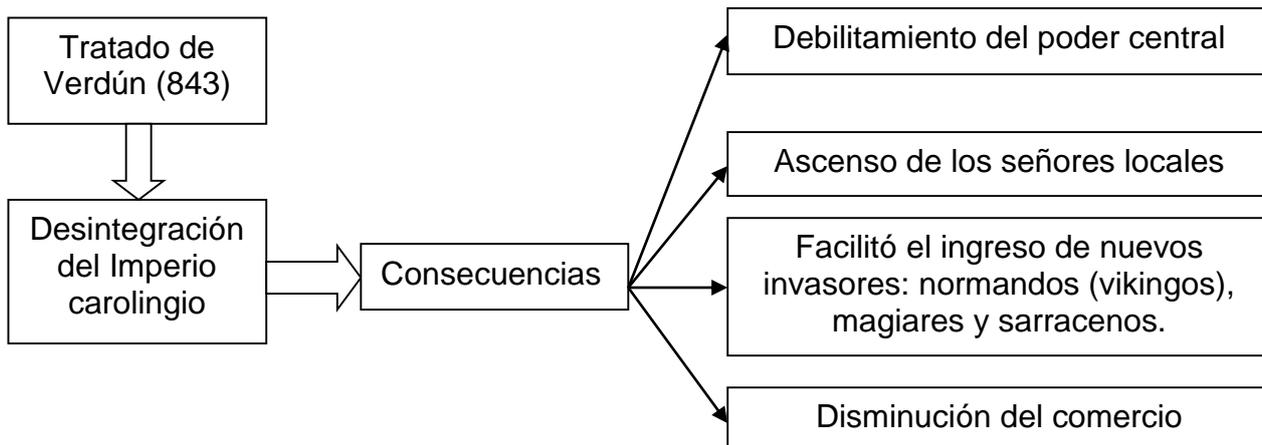 Tratado de
Verdún (843)
Desintegración
del Imperio
carolingio
Consecuencias
Debilitamiento del poder central
Ascenso de los señores locales
Facilitó el ingreso de nuevos
invasores: normandos (vikingos),
magiares y sarracenos.
Disminución del comercio